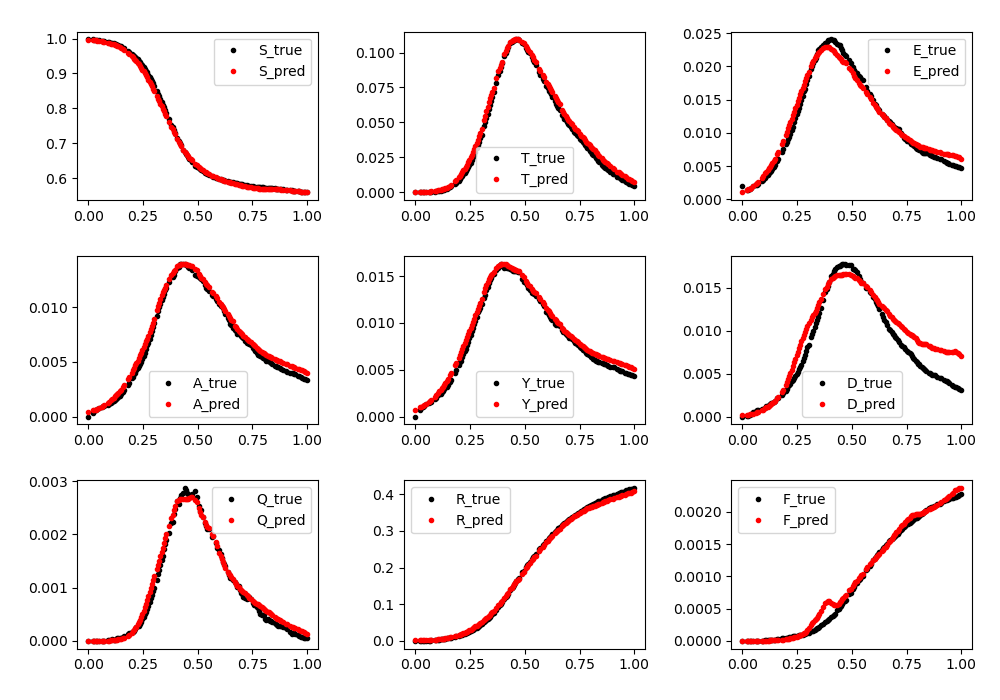 1.0
0.9
0.8
0.7
0.6
0.00 0.25 0.50 0.75 1.00
S_true
S_pred
0.100
0.075
0.050
0.025
0.000
0.00 0.25 0.50 0.75 1.00
T_true
T_pred
0.025
0.020
0.015
0.010
0.005
0.000
0.00 0.25 0.50 0.75 1.00
E_true
E_pred
0.010
0.005
0.000
0.00 0.25 0.50 0.75 1.00
A_true
A_pred
0.015
0.010
0.005
0.000
0.00 0.25 0.50 0.75 1.00
Y_true
Y_pred
0.015
0.010
0.005
0.000
0.00 0.25 0.50 0.75 1.00
D_true
D_pred
0.003
0.002
0.001
0.000
0.00 0.25 0.50 0.75 1.00
Q_true
Q_pred
0.4
0.3
0.2
0.1
0.0
0.00 0.25 0.50 0.75 1.00
R_true
R_pred
0.0020
0.0015
0.0010
0.0005
0.0000
0.00 0.25 0.50 0.75 1.00
F_true
F_pred